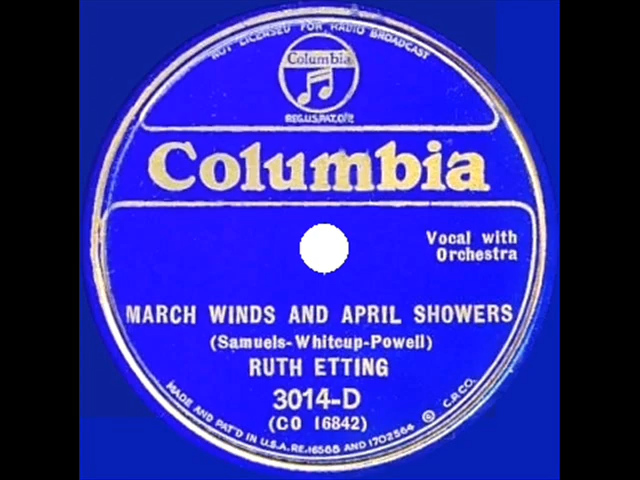 NOT LICENSED FOR RADIO BROADCAST
Columbia
REG.U.S.PAT.OFF.
Columbia
Vocal with
Orchestra
MARCH WINDS AND APRIL SHOWERS
(Samuels-Whitcup-Powell)
RUTH ETTING
3014-D
(CO 16842)
MADE AND PAT'D IN U.S.A. RE. 16588 AND 1702564 © C.P.CO.